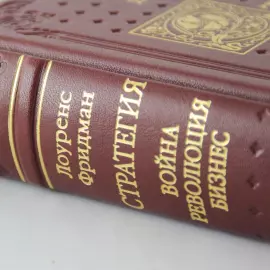 Лоуренс
Фридман
СТРАТЕГИЯ
ВОЙНА
РЕВОЛЮЦИЯ
БИЗНЕС